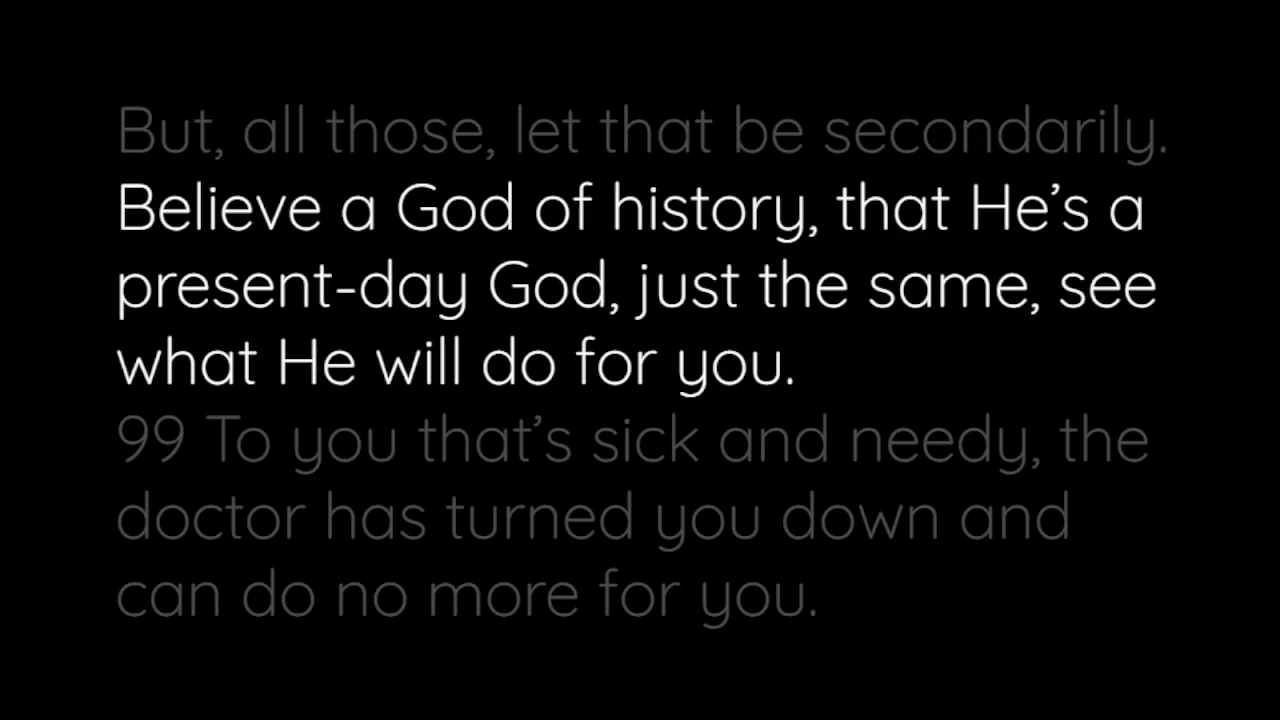 But, all those, let that be secondarily.
Believe a God of history, that He’s a
present-day God, just the same, see
what He will do for you.
99 To you that’s sick and needy, the
doctor has turned you down and
can do no more for you.